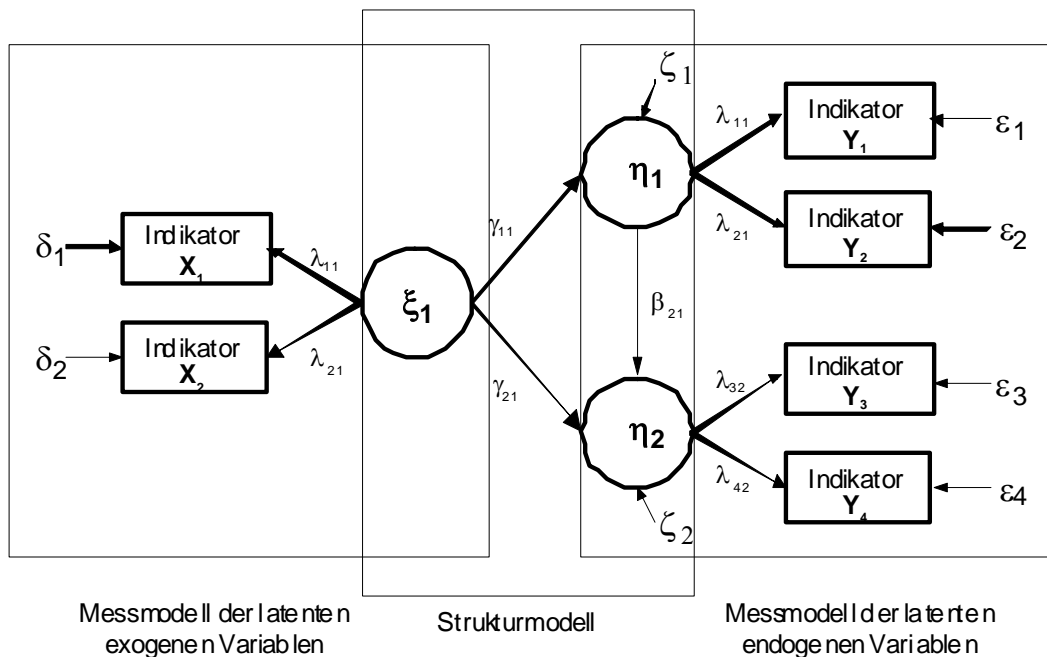 δ1
Indikator
X1
δ2
Indikator
X2
λ11
λ21
ξ1
γ11
γ21
ζ1
η1
β21
η2
ζ2
λ11
λ21
λ32
λ42
Indikator
Y1
ε1
Indikator
Y2
ε2
Indikator
Y3
ε3
Indikator
Y4
ε4
Messmodell der latenten
exogenen Variablen
Strukturmodell
Messmodell der latenten
endogenen Variablen